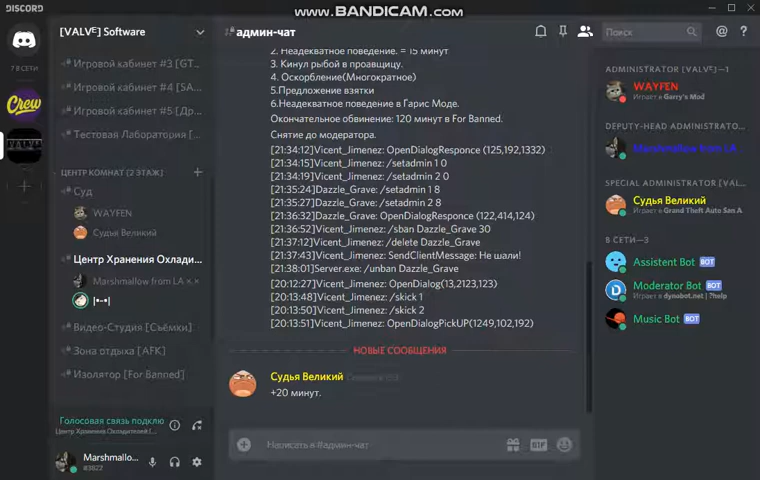 DISCORD
www.BANDICAM.com
[VALVᴱ] Software
7 В СЕТИ
Crew
Игровой кабинет #3 [GT...
Игровой кабинет #4 [SA...
Игровой кабинет #5 [Др...
Тестовая Лаборатория [...
ЦЕНТР КОМНАТ (2 ЭТАЖ)
Суд
WAYFEN
Судья Великий
Центр Хранения Охлади...
Marshmallow from LA
|•-•|
Видео-Студия [Съёмки]
Зона отдыха [AFK]
Изолятор [For Banned]
Голосовая связь подклю
Marshmallo...
#3822
#админ-чат
Поиск
2. Неадекватное поведение. = 15 минут
3. Кинул рыбой в проавщицу.
4. Оскорбление(Многократное)
5.Предложение взятки
6.Неадекватное поведение в Гарис Моде.
Окончательное обвинение: 120 минут в For Banned.
Снятие до модератора.
[21:34:12]Vicent_Jimenez: OpenDialogResponce (125,192,1332)
[21:34:15]Vicent_Jimenez: /setadmin 1 0
[21:34:17]Vicent_Jimenez: /setadmin 2 0
[21:35:24]Dazzle_Grave: /setadmin 1 8
[21:35:27]Dazzle_Grave: /setadmin 2 8
[21:36:32]Dazzle_Grave: OpenDialogResponce (122,414,124)
[21:36:52]Vicent_Jimenez: /sban Dazzle_Grave 30
[21:37:12]Vicent_Jimenez: /delete Dazzle_Grave
[21:37:43]Vicent_Jimenez: SendClientMessage: Не шали!
[21:38:01]Server.exe: /unban Dazzle_Grave
[20:12:27]Vicent_Jimenez: OpenDialog(13,2123,123)
[20:13:48]Vicent_Jimenez: /skick 1
[20:13:50]Vicent_Jimenez: /skick 2
[20:13:51]Vicent_Jimenez: OpenDialogPickUP(1249,102,192)
НОВЫЕ СООБЩЕНИЯ
Судья Великий
+20 минут.
Написать в #админ-чат
GIF
ADMINISTRATOR [VALVᴱ]—1
WAYFEN
Играет в Garry's Mod
DEPUTY-HEAD ADMINISTRATO...
Marshmallow from LA
SPECIAL ADMINISTRATOR [VAL...
Судья Великий
Играет в Grand Theft Auto San A
В СЕТИ—3
Assistent Bot BOT
Moderator Bot BOT
Играет в dynobot.net | ?help
Music Bot BOT